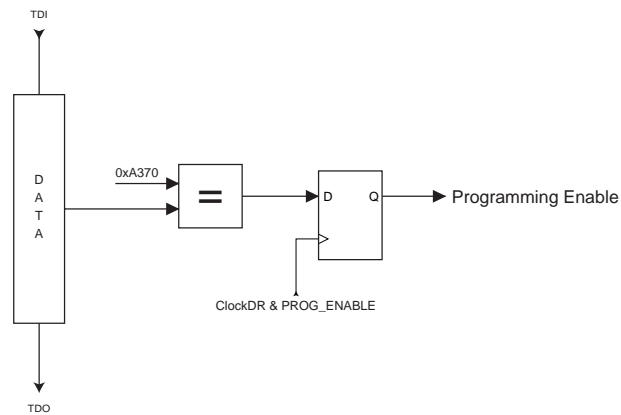 TDI
D
A
T
A
0xA370
=
D Q
Programming Enable
ClockDR & PROG_ENABLE
TDO